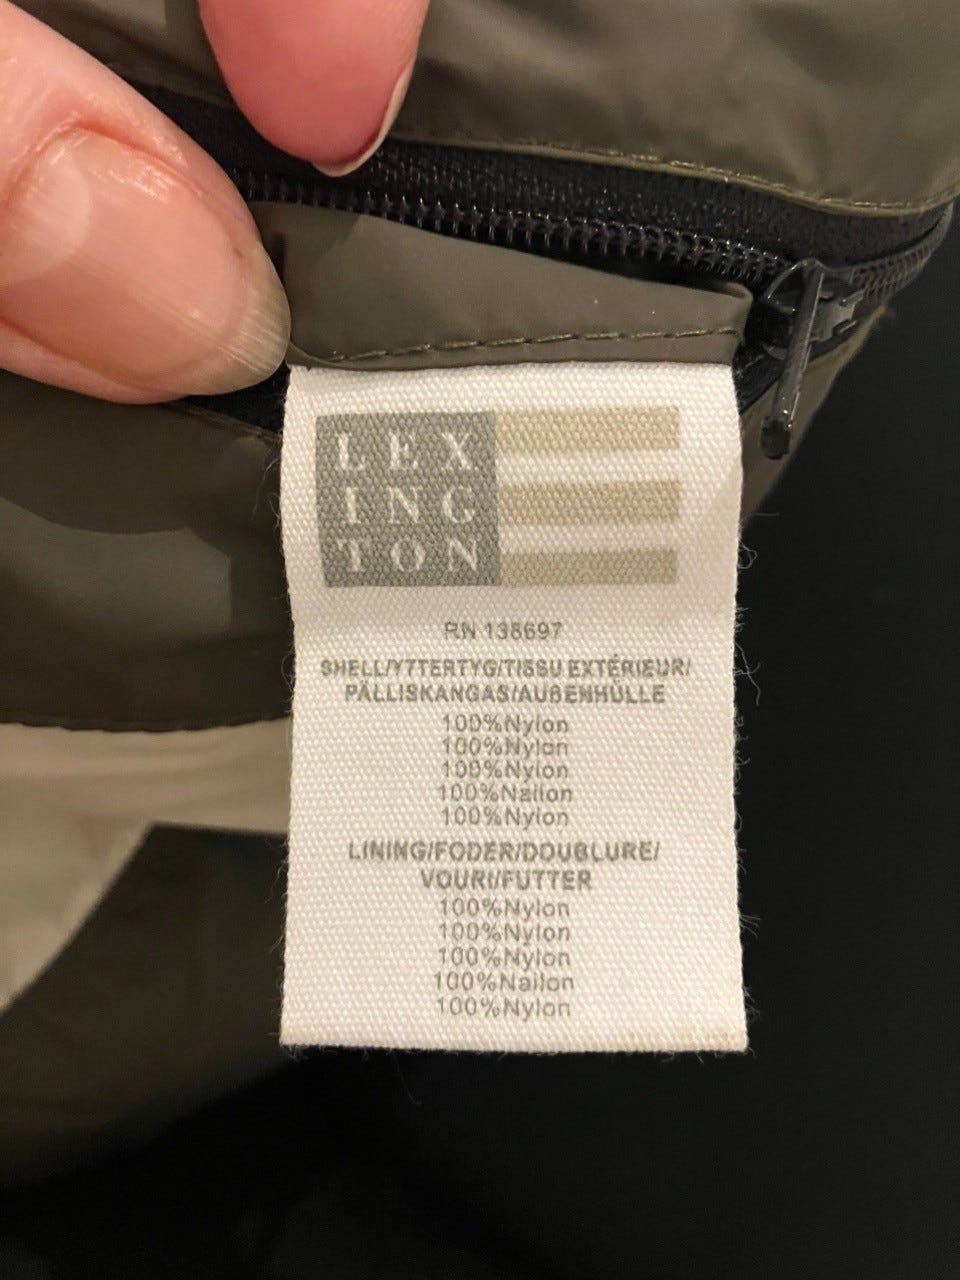 LEX
ING
TON
RN 138697
SHELL/YTTERTYG/TISSU EXTÉRIEUR/
PÄLLISKANGAS/AUßENHÜLLE
100%Nylon
100%Nylon
100%Nylon
100%Nailon
100%Nylon
LINING/FODER/DOUBLURE/
VOURI/FUTTER
100%Nylon
100%Nylon
100%Nylon
100%Nailon
100%Nylon